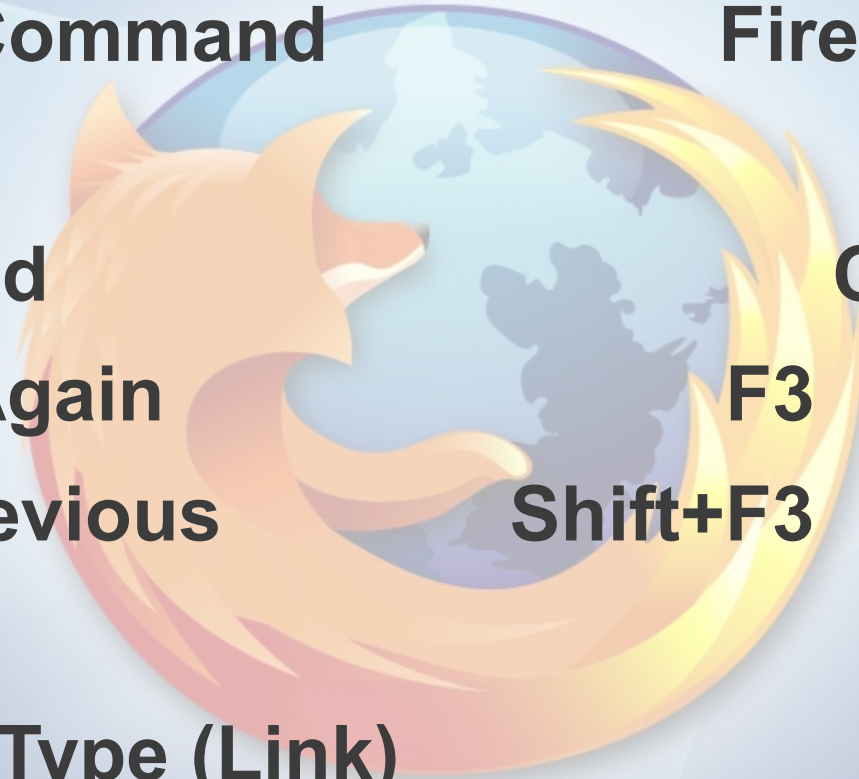 Command Fire
d
Again F3
evious Shift+F3
Type (Link)